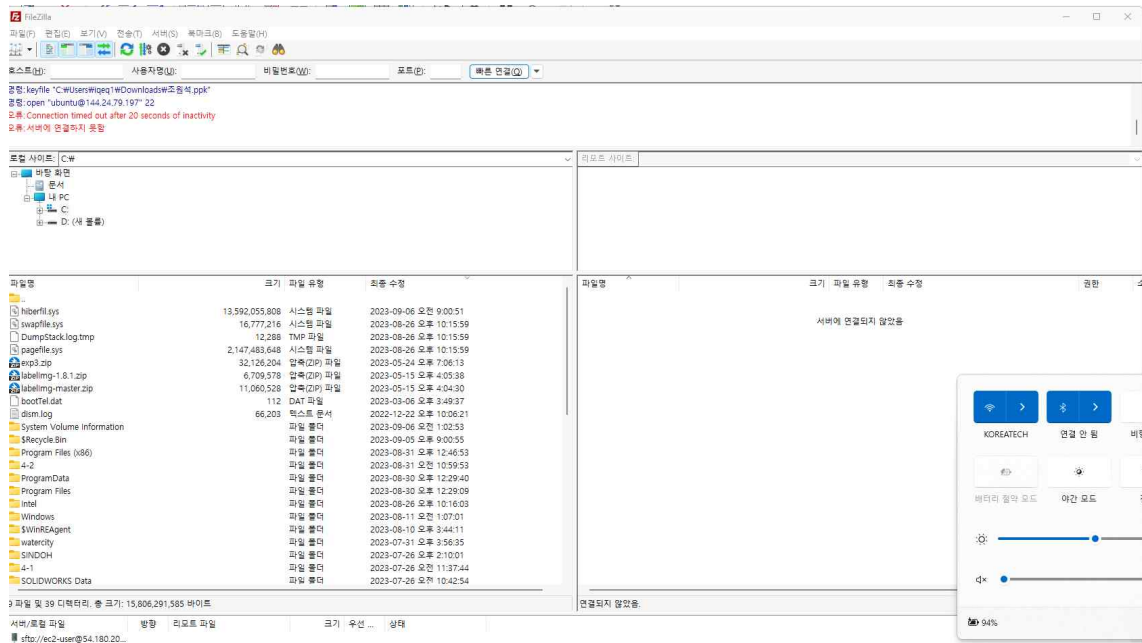 FileZilla
파일(F) 편집(E) 보기(V) 전송(T) 서버(S) 북마크(B) 도움말(H)
호스트(H): 사용자명(U): 비밀번호(W): 포트(P): 빠른 연결(Q)
명령: keyfile "C:₩Users₩iqeq1₩Downloads₩조원석.ppk"
명령: open "ubuntu@144.24.79.197" 22
오류: Connection timed out after 20 seconds of inactivity
오류: 서버에 연결하지 못함
로컬 사이트: C:₩ 리모트 사이트:
바탕 화면
문서
내 PC
C:
D: (새 볼륨)
파일명 크기 파일 유형 최종 수정 파일명 크기 파일 유형 최종 수정 권한
..
hiberfil.sys 13,592,055,808 시스템 파일 2023-09-06 오전 9:00:51
swapfile.sys 16,777,216 시스템 파일 2023-08-26 오후 10:15:59
서버에 연결되지 않았음
DumpStack.log.tmp 12,288 TMP 파일 2023-08-26 오후 10:15:59
pagefile.sys 2,147,483,648 시스템 파일 2023-08-26 오후 10:15:59
exp3.zip 32,126,204 압축(ZIP) 파일 2023-05-24 오후 7:06:13
labelimg-1.8.1.zip 6,709,578 압축(ZIP) 파일 2023-05-15 오후 4:05:38
labelimg-master.zip 11,060,528 압축(ZIP) 파일 2023-05-15 오후 4:04:30
bootTel.dat 112 DAT 파일 2023-03-06 오후 3:49:37
dism.log 66,203 텍스트 문서 2022-12-22 오후 10:06:21
System Volume Information 파일 폴더 2023-09-06 오전 1:02:53
$Recycle.Bin 파일 폴더 2023-09-05 오후 9:00:55
Program Files (x86) 파일 폴더 2023-08-31 오후 12:46:53
4-2 파일 폴더 2023-08-31 오전 10:59:53
ProgramData 파일 폴더 2023-08-30 오후 12:29:40
Program Files 파일 폴더 2023-08-30 오후 12:29:09
Intel 파일 폴더 2023-08-26 오후 10:16:03
Windows 파일 폴더 2023-08-11 오전 1:07:01
$WinREAgent 파일 폴더 2023-08-10 오후 3:44:11
watercity 파일 폴더 2023-07-31 오후 3:56:35
SINDOH 파일 폴더 2023-07-26 오후 2:10:01
4-1 파일 폴더 2023-07-26 오전 11:37:44
SOLIDWORKS Data 파일 폴더 2023-07-26 오전 10:42:54
KOREATECH 연결 안 됨
배터리 절약 모드 야간 모드
94%
9 파일 및 39 디렉터리. 총 크기: 15,806,291,585 바이트 연결되지 않았음.
서버/로컬 파일 방향 리모트 파일 크기 우선 ... 상태
sftp://ec2-user@54.180.20...